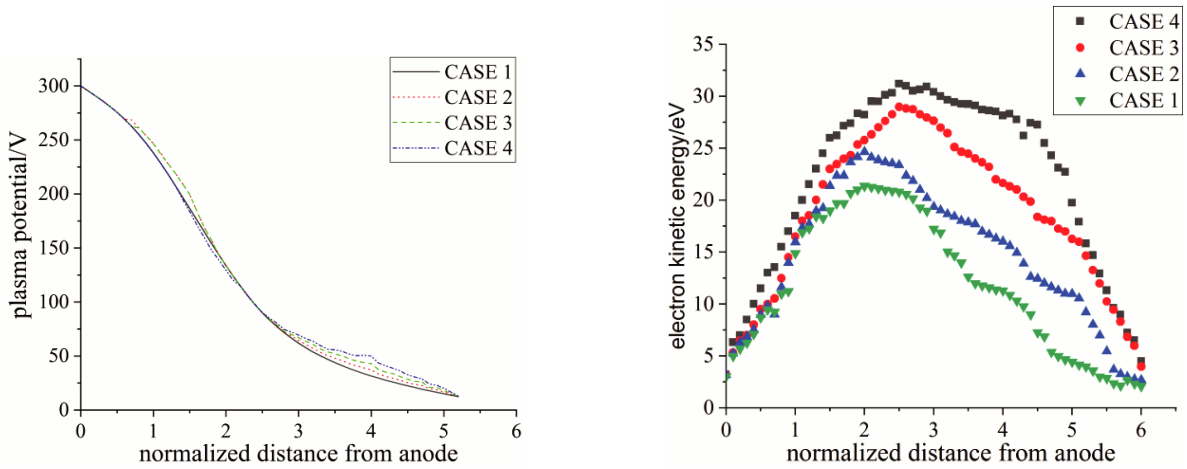 300
250
200
150
100
50
0
plasma potential/V
0 1 2 3 4 5 6
normalized distance from anode
CASE 1
CASE 2
CASE 3
CASE 4
35
30
25
20
15
10
5
0
electron kinetic energy/eV
0 1 2 3 4 5 6
normalized distance from anode
CASE 4
CASE 3
CASE 2
CASE 1